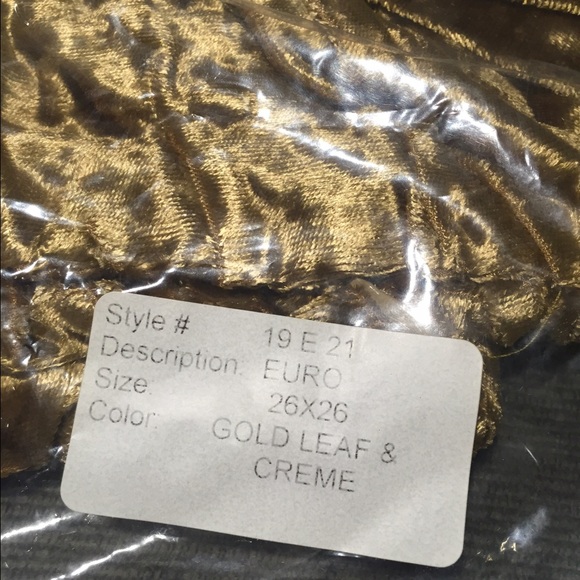 Style # 19 E 21
Description: EURO
Size: 26X26
Color: GOLD LEAF &
CREME